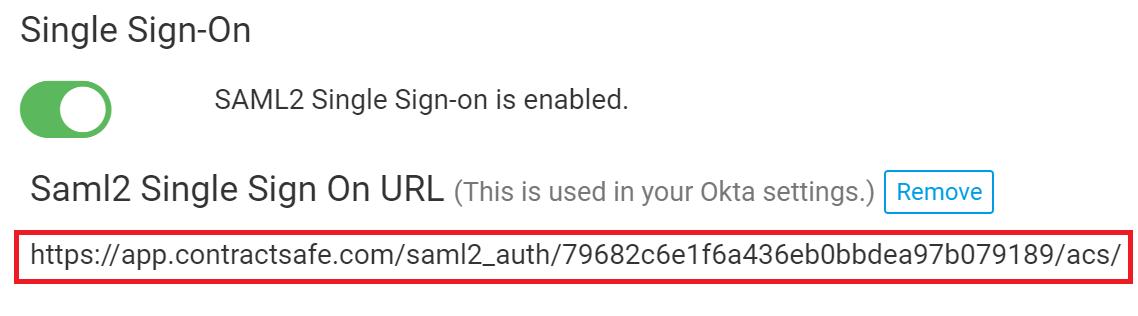 Single Sign-On
SAML2 Single Sign-on is enabled.
Saml2 Single Sign On URL (This is used in your Okta settings.) Remove
https://app.contractsafe.com/saml2_auth/79682c6e1f6a436eb0bbdea97b079189/acs/